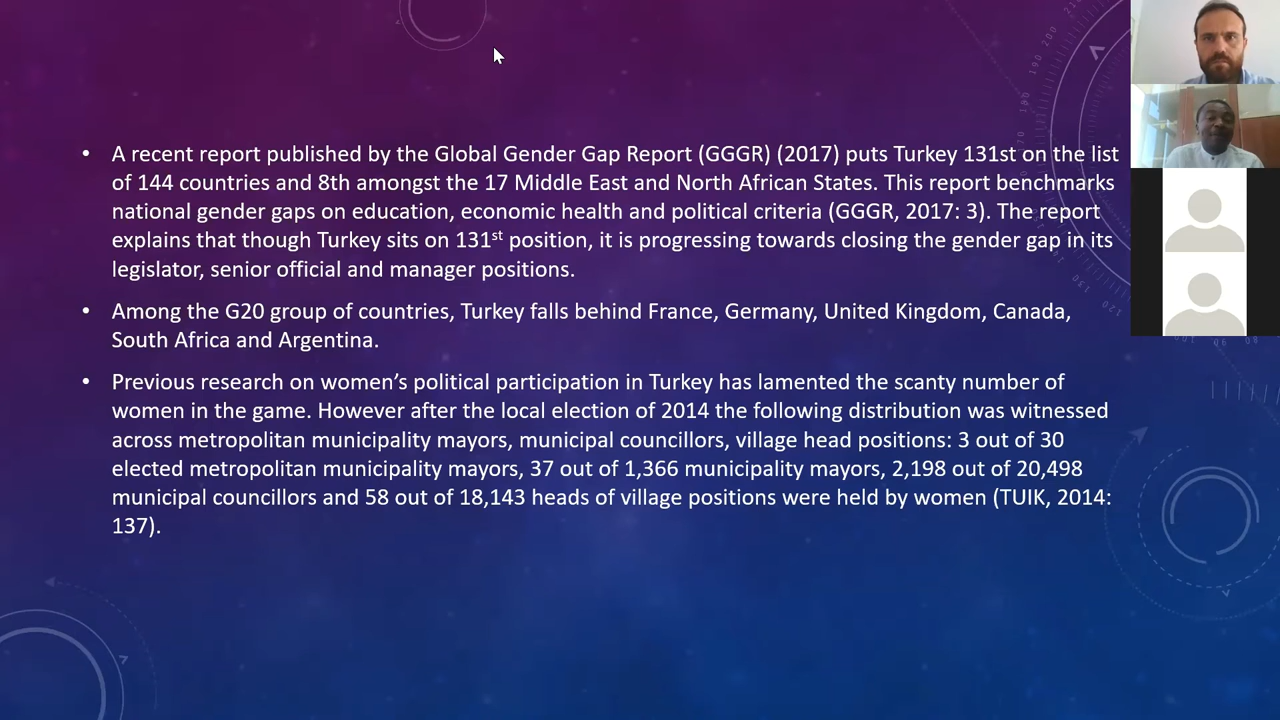 • A recent report published by the Global Gender Gap Report (GGGR) (2017) puts Turkey 131st on the list
of 144 countries and 8th amongst the 17 Middle East and North African States. This report benchmarks
national gender gaps on education, economic health and political criteria (GGGR, 2017: 3). The report
explains that though Turkey sits on 131st position, it is progressing towards closing the gender gap in its
legislator, senior official and manager positions.
• Among the G20 group of countries, Turkey falls behind France, Germany, United Kingdom, Canada,
South Africa and Argentina.
• Previous research on women’s political participation in Turkey has lamented the scanty number of
women in the game. However after the local election of 2014 the following distribution was witnessed
across metropolitan municipality mayors, municipal councillors, village head positions: 3 out of 30
elected metropolitan municipality mayors, 37 out of 1,366 municipality mayors, 2,198 out of 20,498
municipal councillors and 58 out of 18,143 heads of village positions were held by women (TUIK, 2014:
137).